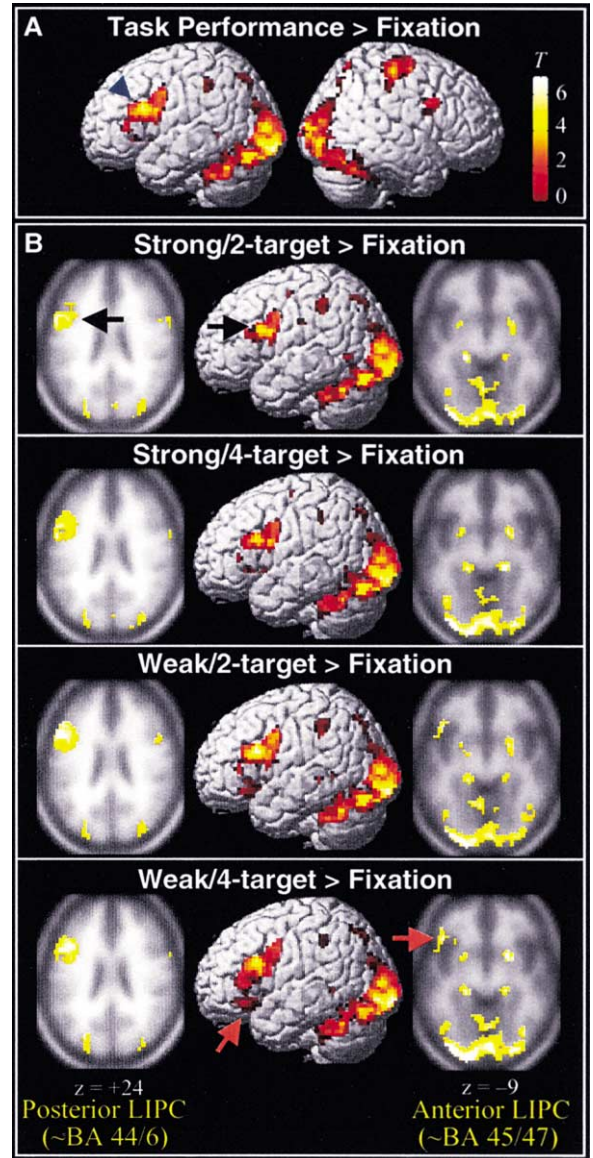 A
Task Performance > Fixation
T
6
4
2
0
B
Strong/2-target > Fixation
Strong/4-target > Fixation
Weak/2-target > Fixation
Weak/4-target > Fixation
z = +24
Posterior LIPC
(~BA 44/6)
z = –9
Anterior LIPC
(~BA 45/47)